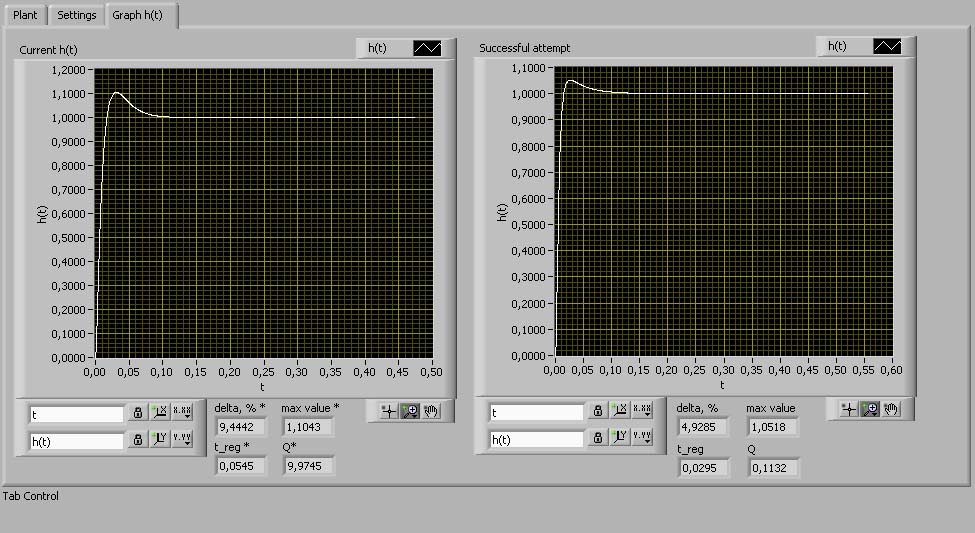 Plant Settings Graph h(t)
Current h(t)
h(t)
1,2000
1,1000
1,0000
0,9000
0,8000
0,7000
0,6000
0,5000
0,4000
0,3000
0,2000
0,1000
0,0000
h(t)
0,00 0,05 0,10 0,15 0,20 0,25 0,30 0,35 0,40 0,45 0,50
t
t
h(t)
X.XX
Y.YY
delta, % * max value *
9,4442 1,1043
t_reg * Q*
0,0545 9,9745
Successful attempt
h(t)
1,1000
1,0000
0,9000
0,8000
0,7000
0,6000
0,5000
0,4000
0,3000
0,2000
0,1000
0,0000
h(t)
0,00 0,05 0,10 0,15 0,20 0,25 0,30 0,35 0,40 0,45 0,50 0,55 0,60
t
t
h(t)
X.XX
Y.YY
delta, % max value
4,9285 1,0518
t_reg Q
0,0295 0,1132
Tab Control